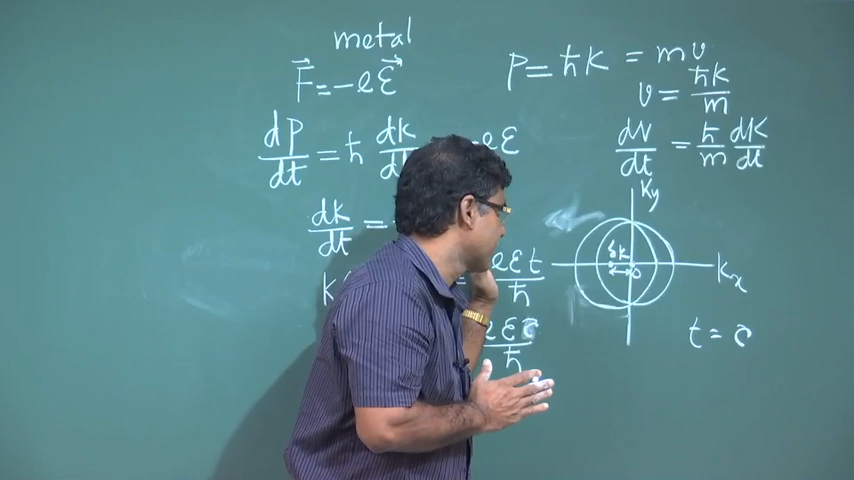 metal
F⃗ = -eℰ⃗
P = ℏK = mv
v = ℏK/m
dP/dt = ℏ dk/dt eℰ
dV/dt = ℏ/m dK/dt
dk/dt = -
Ky
δK
0
Kx
K eℰt/ℏ
eℰτ/ℏ
t = τ